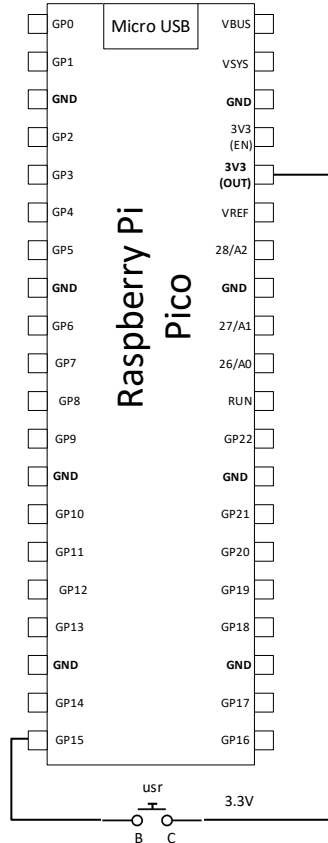 Micro USB
GP0
GP1
GND
GP2
GP3
GP4
GP5
GND
GP6
GP7
GP8
GP9
GND
GP10
GP11
GP12
GP13
GND
GP14
GP15
Raspberry Pi
Pico
VBUS
VSYS
GND
3V3
(EN)
3V3
(OUT)
VREF
28/A2
GND
27/A1
26/A0
RUN
GP22
GND
GP21
GP20
GP19
GP18
GND
GP17
GP16
usr
3.3V
B C